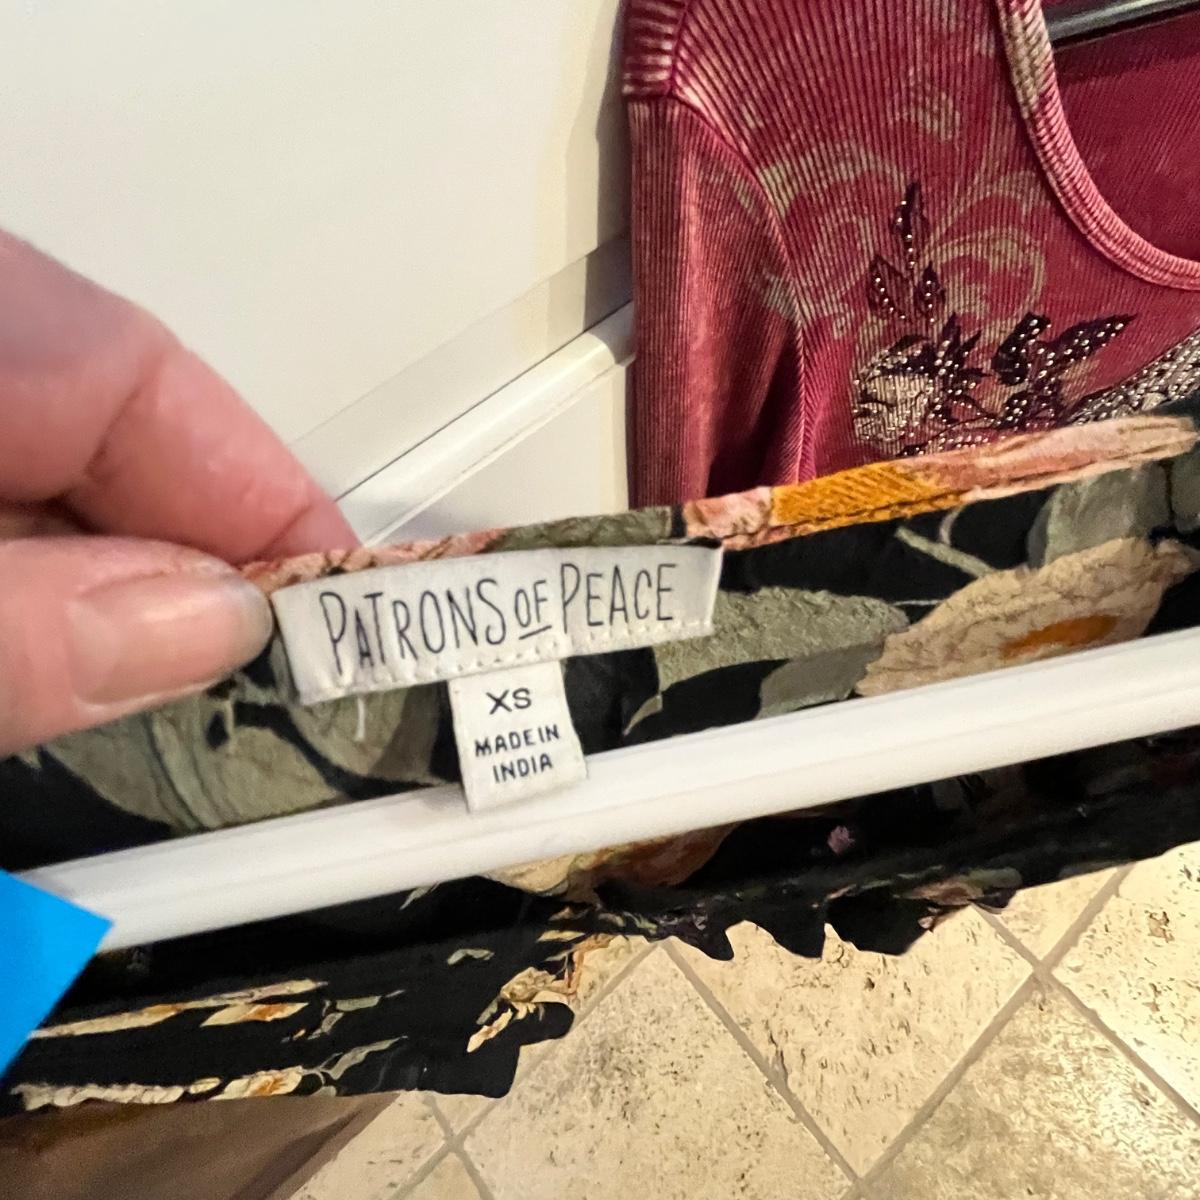 PATRONS OF PEACE
XS
MADE IN
INDIA